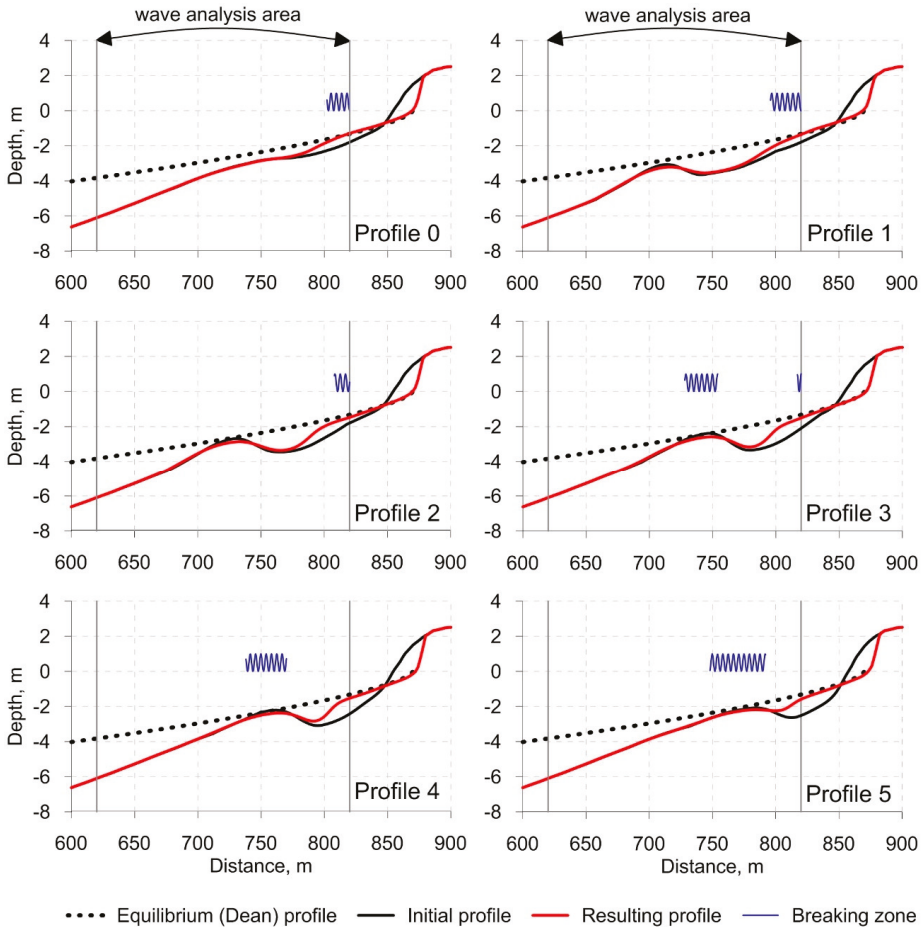 wave analysis area wave analysis area
4 4
2 2
0 0
-2 -2
-4 -4
-6 -6
-8 -8
Depth, m
Profile 0 Profile 1
600 650 700 750 800 850 900 600 650 700 750 800 850 900
4 4
2 2
0 0
-2 -2
-4 -4
-6 -6
-8 -8
Depth, m
Profile 2 Profile 3
600 650 700 750 800 850 900 600 650 700 750 800 850 900
4 4
2 2
0 0
-2 -2
-4 -4
-6 -6
-8 -8
Depth, m
Profile 4 Profile 5
600 650 700 750 800 850 900 600 650 700 750 800 850 900
Distance, m Distance, m
Equilibrium (Dean) profile Initial profile Resulting profile Breaking zone